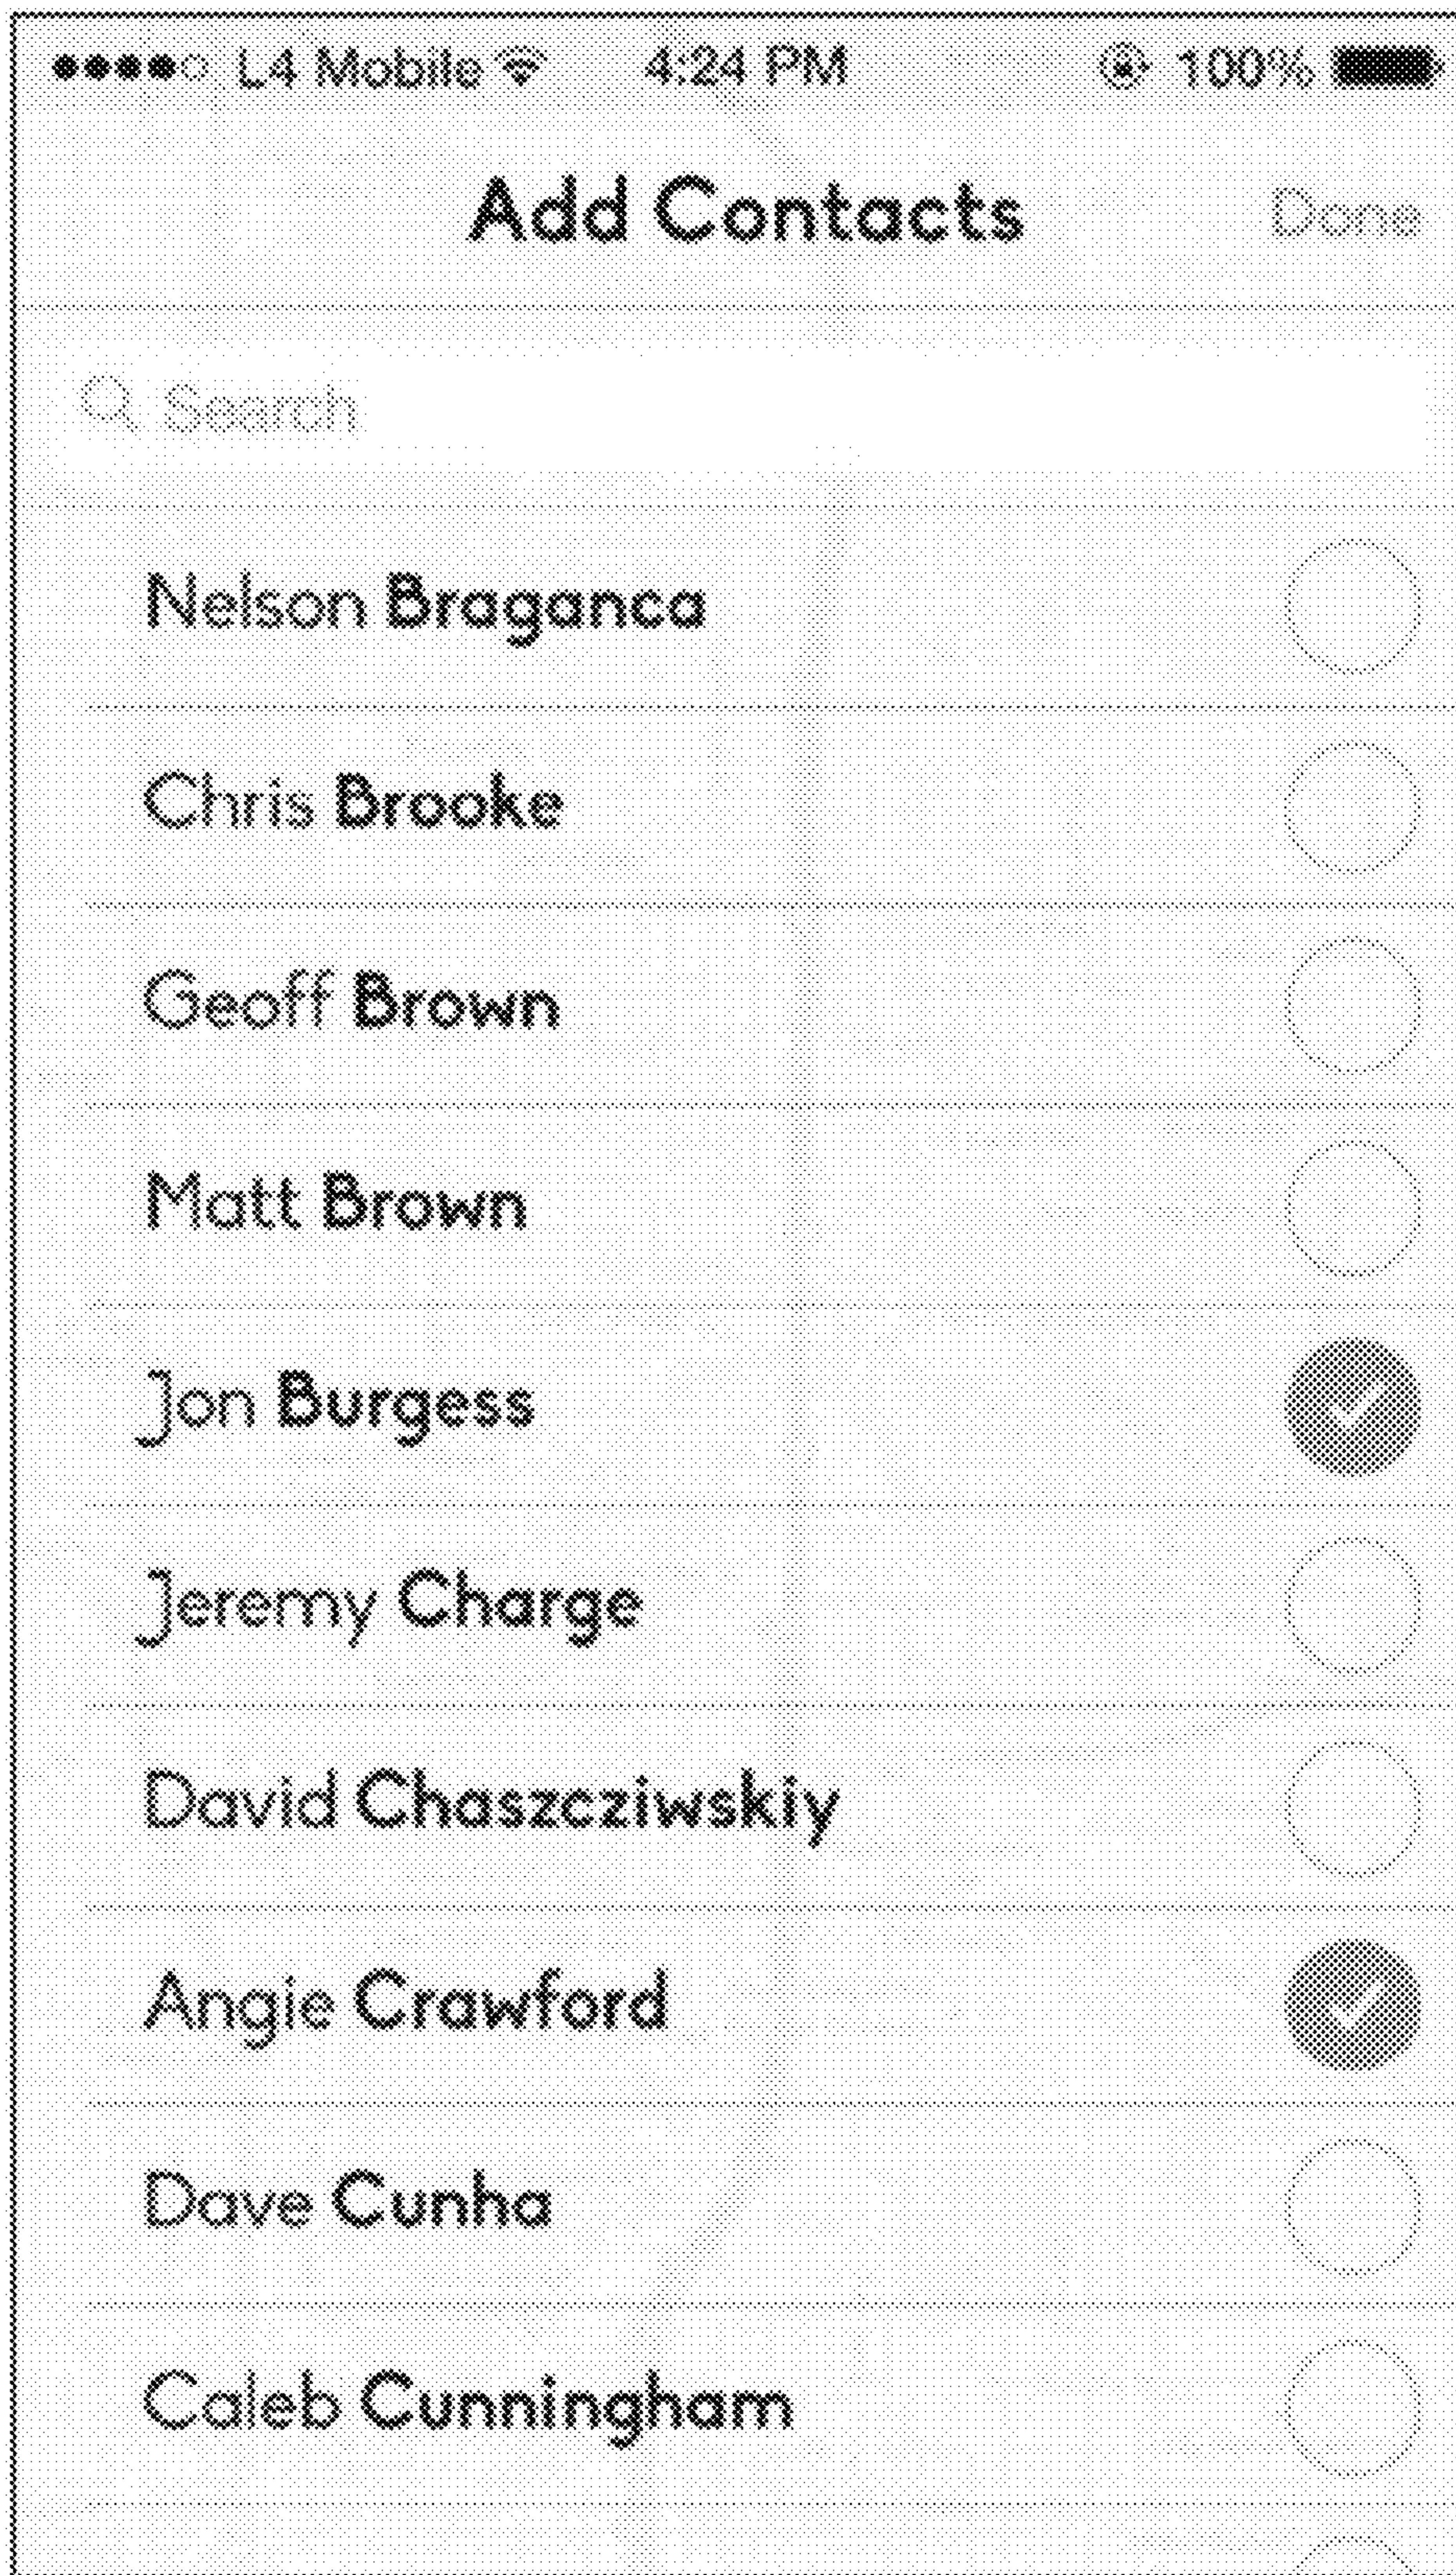 L4 Mobile 4:24 PM 100%
Add Contacts Done
Search
Nelson Braganca
Chris Brooke
Geoff Brown
Matt Brown
Jon Burgess
Jeremy Charge
David Chaszcziwskiy
Angie Crawford
Dave Cunha
Caleb Cunningham